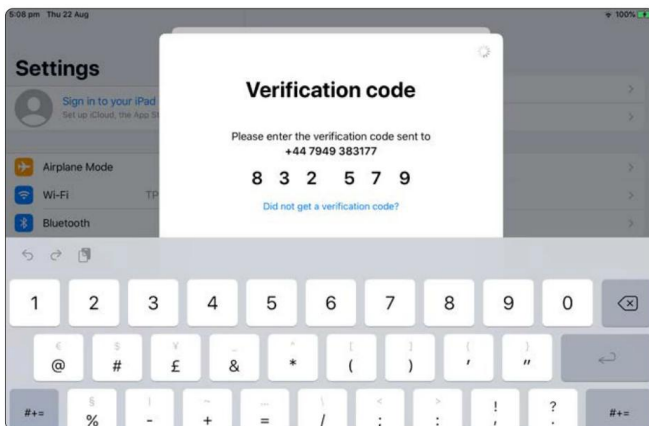 5:08 pm Thu 22 Aug
100%
Settings
Sign in to your iPad
Set up iCloud, the App St
Airplane Mode
Wi-Fi
TP
Bluetooth
Verification code
Please enter the verification code sent to
+44 7949 383177
8 3 2 5 7 9
Did not get a verification code?
1 2 3 4 5 6 7 8 9 0
€ $ ¥ _ ^ [ ] { }
@ # £ & * ( ) ' "
§ | ~ … \ < >
#+= % - + = / ; : ! ? #+=
, .